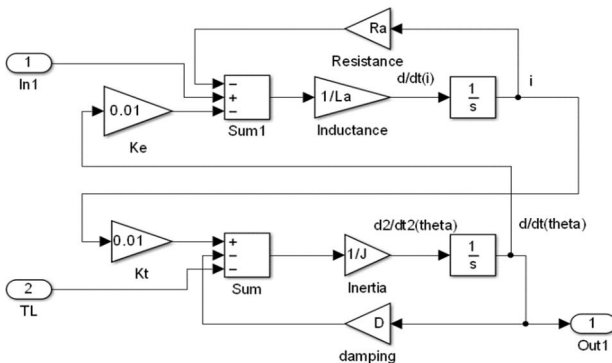 Ra
Resistance
1
In1
−
+
−
Sum1
1/La
Inductance
d/dt(i)
1
s
i
0.01
Ke
0.01
Kt
+
−
−
Sum
1/J
Inertia
d2/dt2(theta)
1
s
d/dt(theta)
2
TL
D
damping
1
Out1